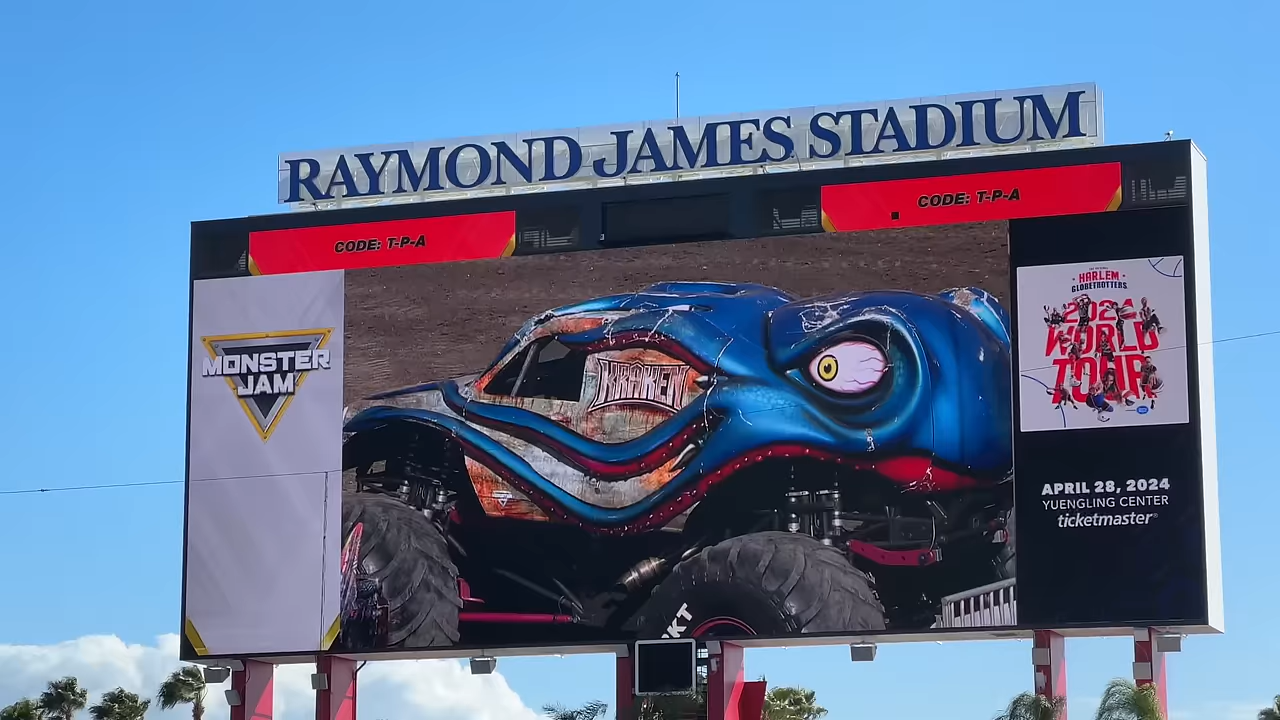 RAYMOND JAMES STADIUM
CODE: T-P-A
CODE: T-P-A
MONSTER
JAM
KRAKEN
HARLEM
GLOBETROTTERS
2024
WORLD
TOUR
APRIL 28, 2024
YUENGLING CENTER
ticketmaster®